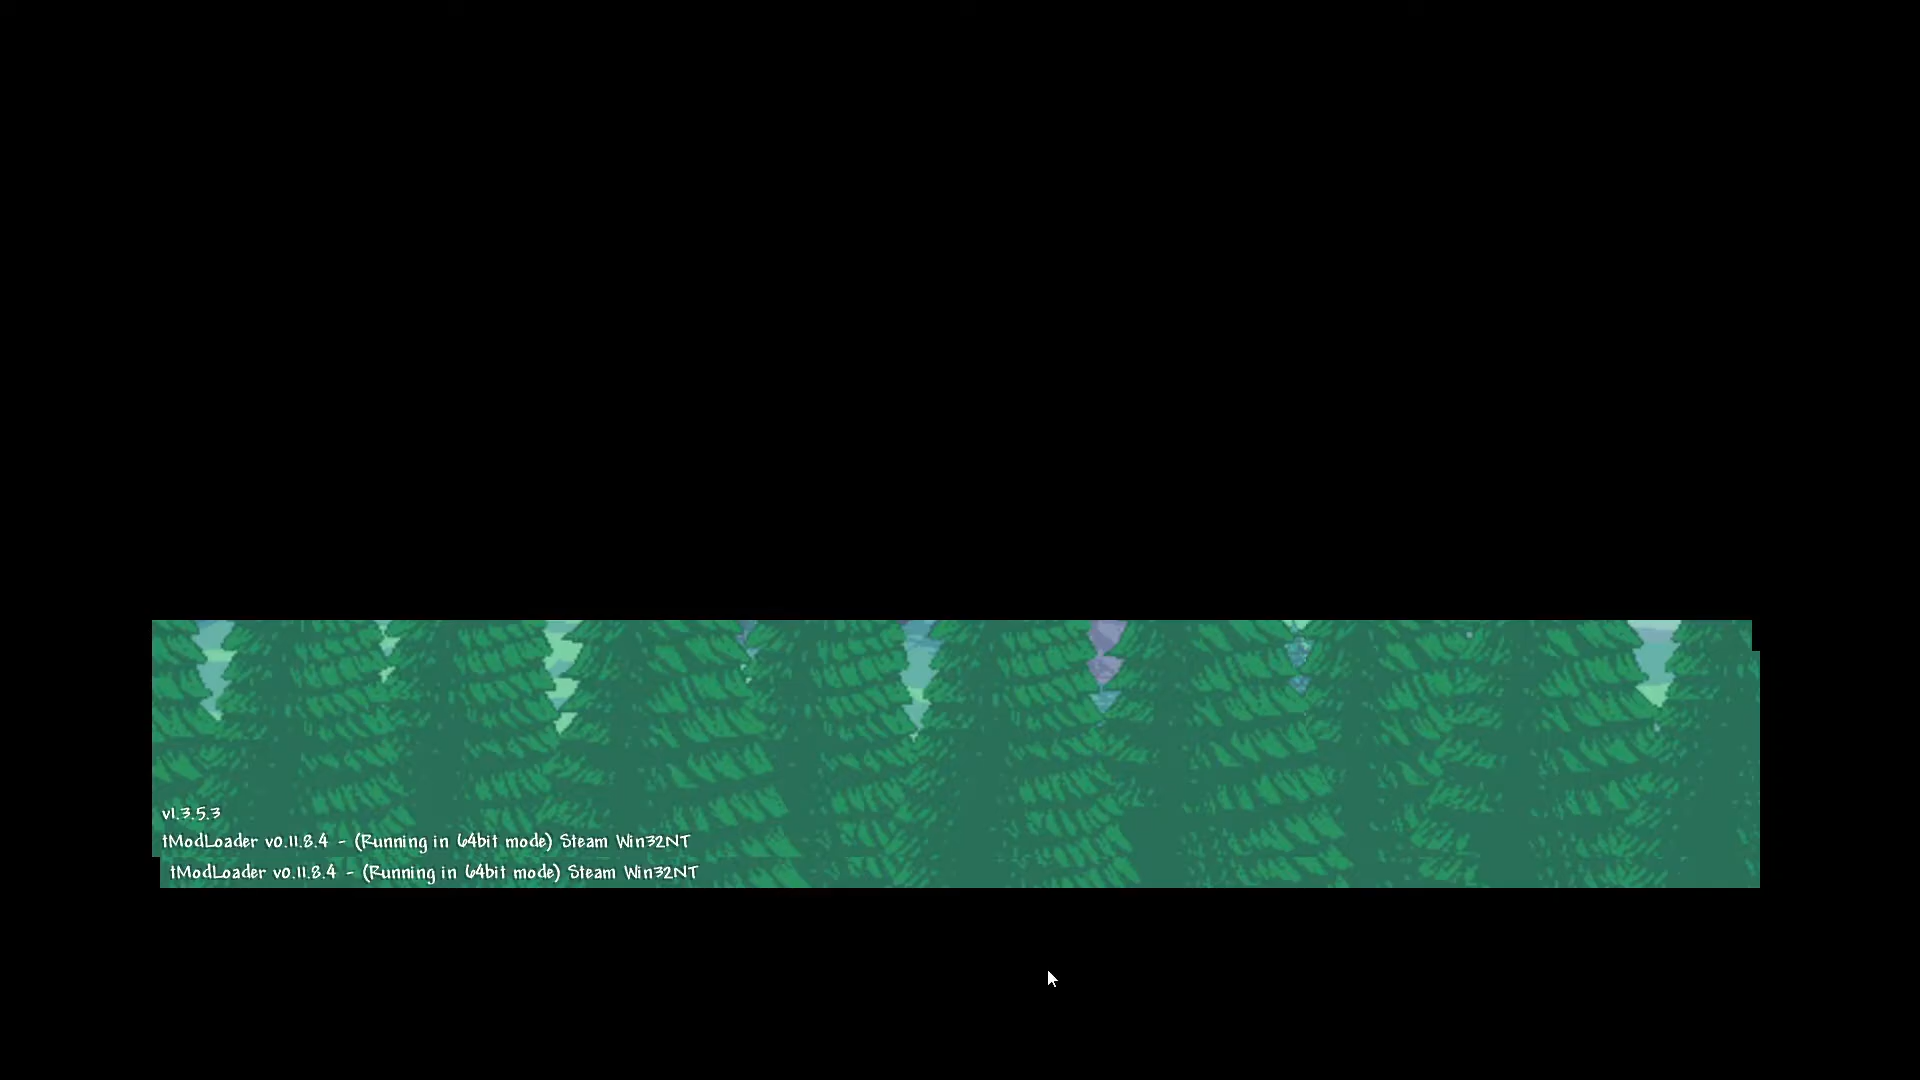 v1.3.5.3
tModLoader v0.11.8.4 - (Running in 64bit mode) Steam Win32NT
tModLoader v0.11.8.4 - (Running in 64bit mode) Steam Win32NT